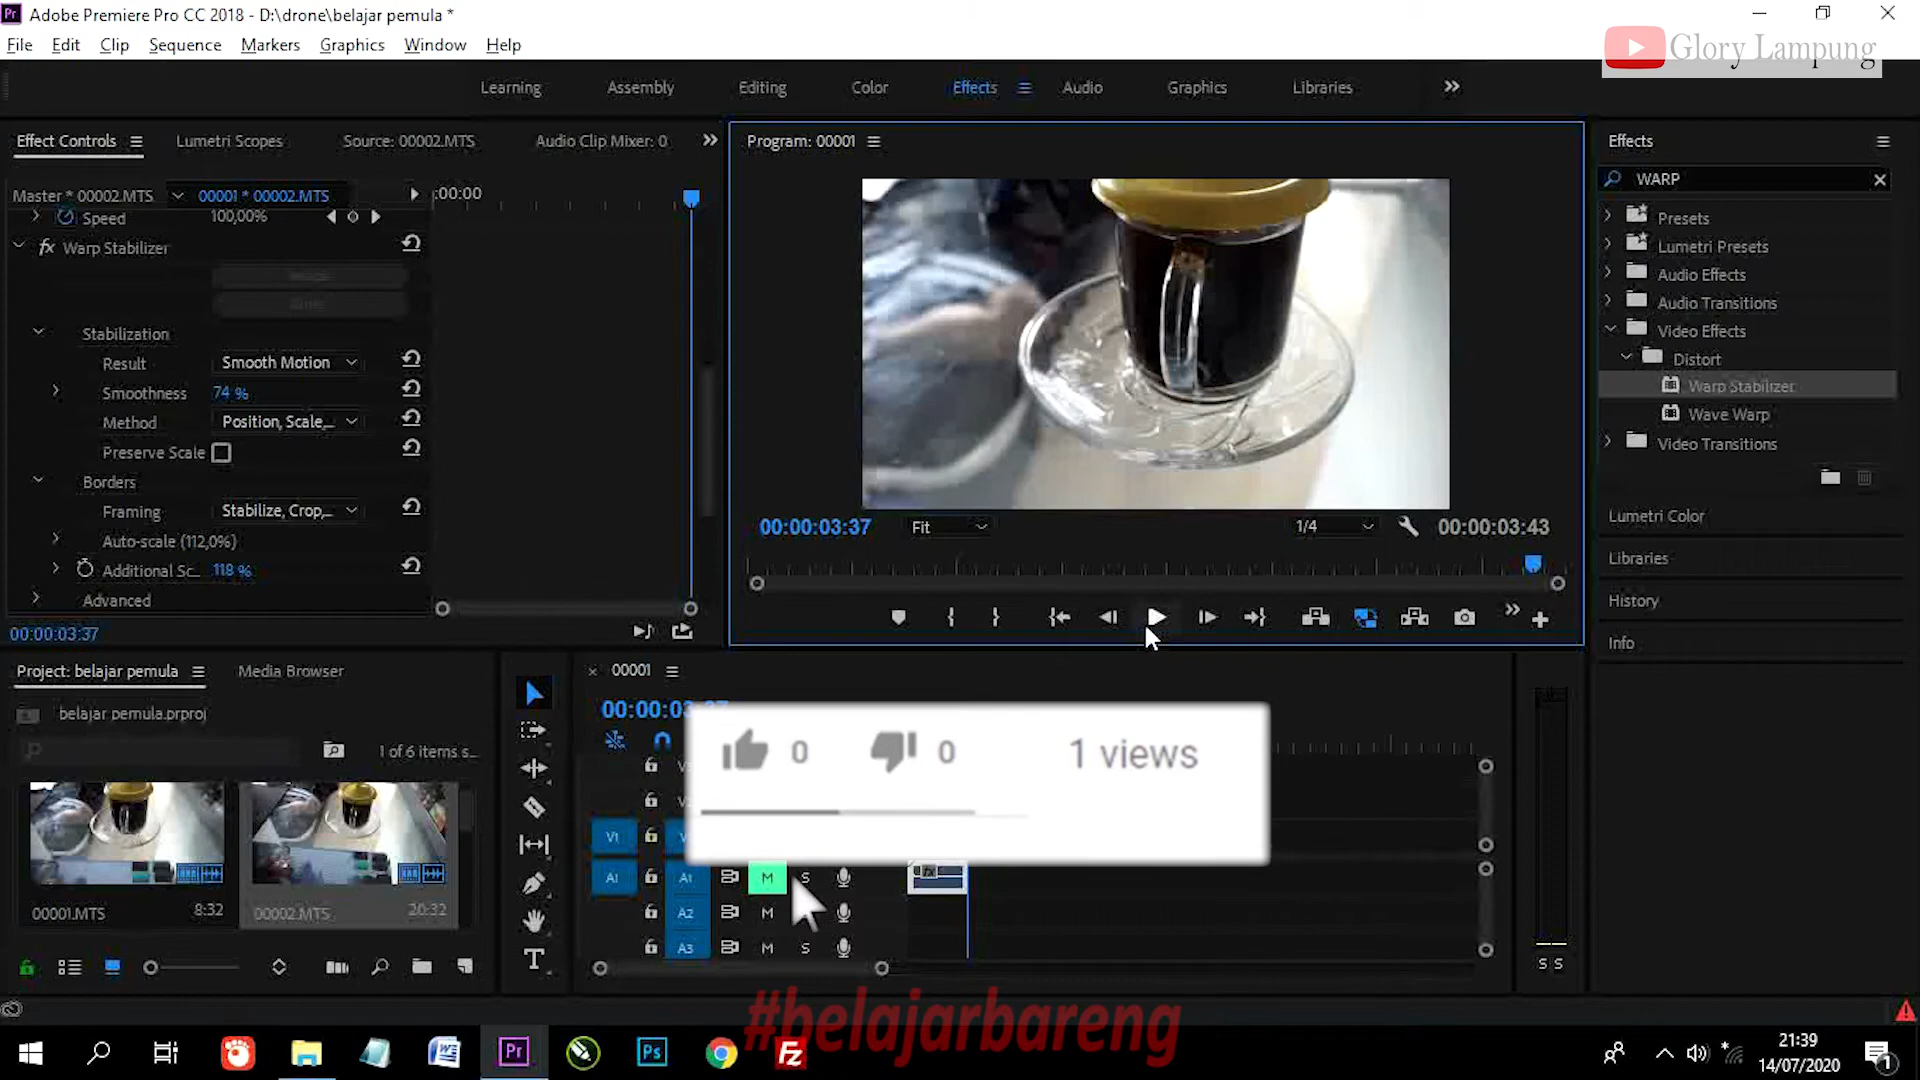 Adobe Premiere Pro CC 2018 - D:\drone\belajar pemula *
File Edit Clip Sequence Markers Graphics Window Help
Glory Lampung
Learning Assembly Editing Color Effects Audio Graphics Libraries
Effect Controls Lumetri Scopes Source: 00002.MTS Audio Clip Mixer: 0
Program: 00001
Effects
Master * 00002.MTS 00001 * 00002.MTS :00:00
WARP
Speed 100,00%
Warp Stabilizer
Stabilization
Result Smooth Motion
Smoothness 74 %
Method Position, Scale,...
Preserve Scale
Borders
Framing Stabilize, Crop,...
Auto-scale (112,0%)
Additional Sc... 118 %
Advanced
00:00:03:37
00:00:03:37 Fit 1/4 00:00:03:43
Presets
Lumetri Presets
Audio Effects
Audio Transitions
Video Effects
Distort
Warp Stabilizer
Wave Warp
Video Transitions
Lumetri Color
Libraries
History
Info
Project: belajar pemula Media Browser
belajar pemula.prproj
1 of 6 items s...
00001.MTS 8:32
00002.MTS 20:32
00001
0 0 1 views
V1
A1 A1 M S
A2 M
A3 M S
S S
#belajarbareng
21:39
14/07/2020
1